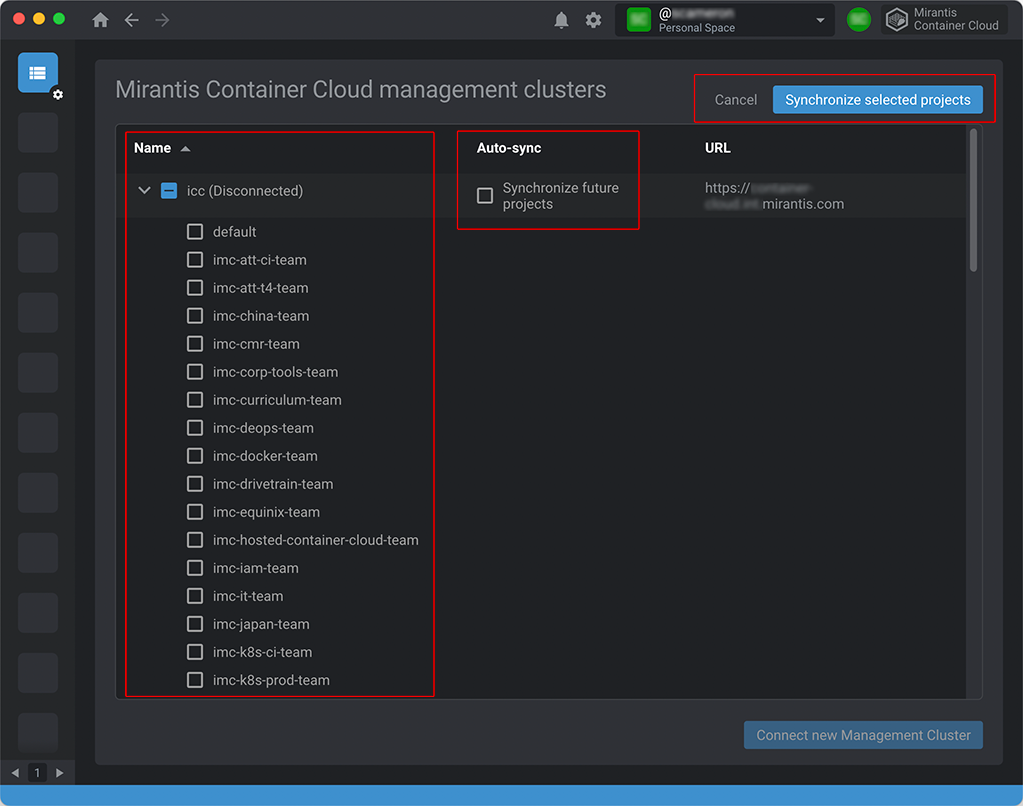 @
Personal Space
SC
Mirantis
Container Cloud
Mirantis Container Cloud management clusters
Cancel
Synchronize selected projects
Name
Auto-sync
URL
icc (Disconnected)
Synchronize future
projects
https://
mirantis.com
default
imc-att-ci-team
imc-att-t4-team
imc-china-team
imc-cmr-team
imc-corp-tools-team
imc-curriculum-team
imc-deops-team
imc-docker-team
imc-drivetrain-team
imc-equinix-team
imc-hosted-container-cloud-team
imc-iam-team
imc-it-team
imc-japan-team
imc-k8s-ci-team
imc-k8s-prod-team
Connect new Management Cluster
1